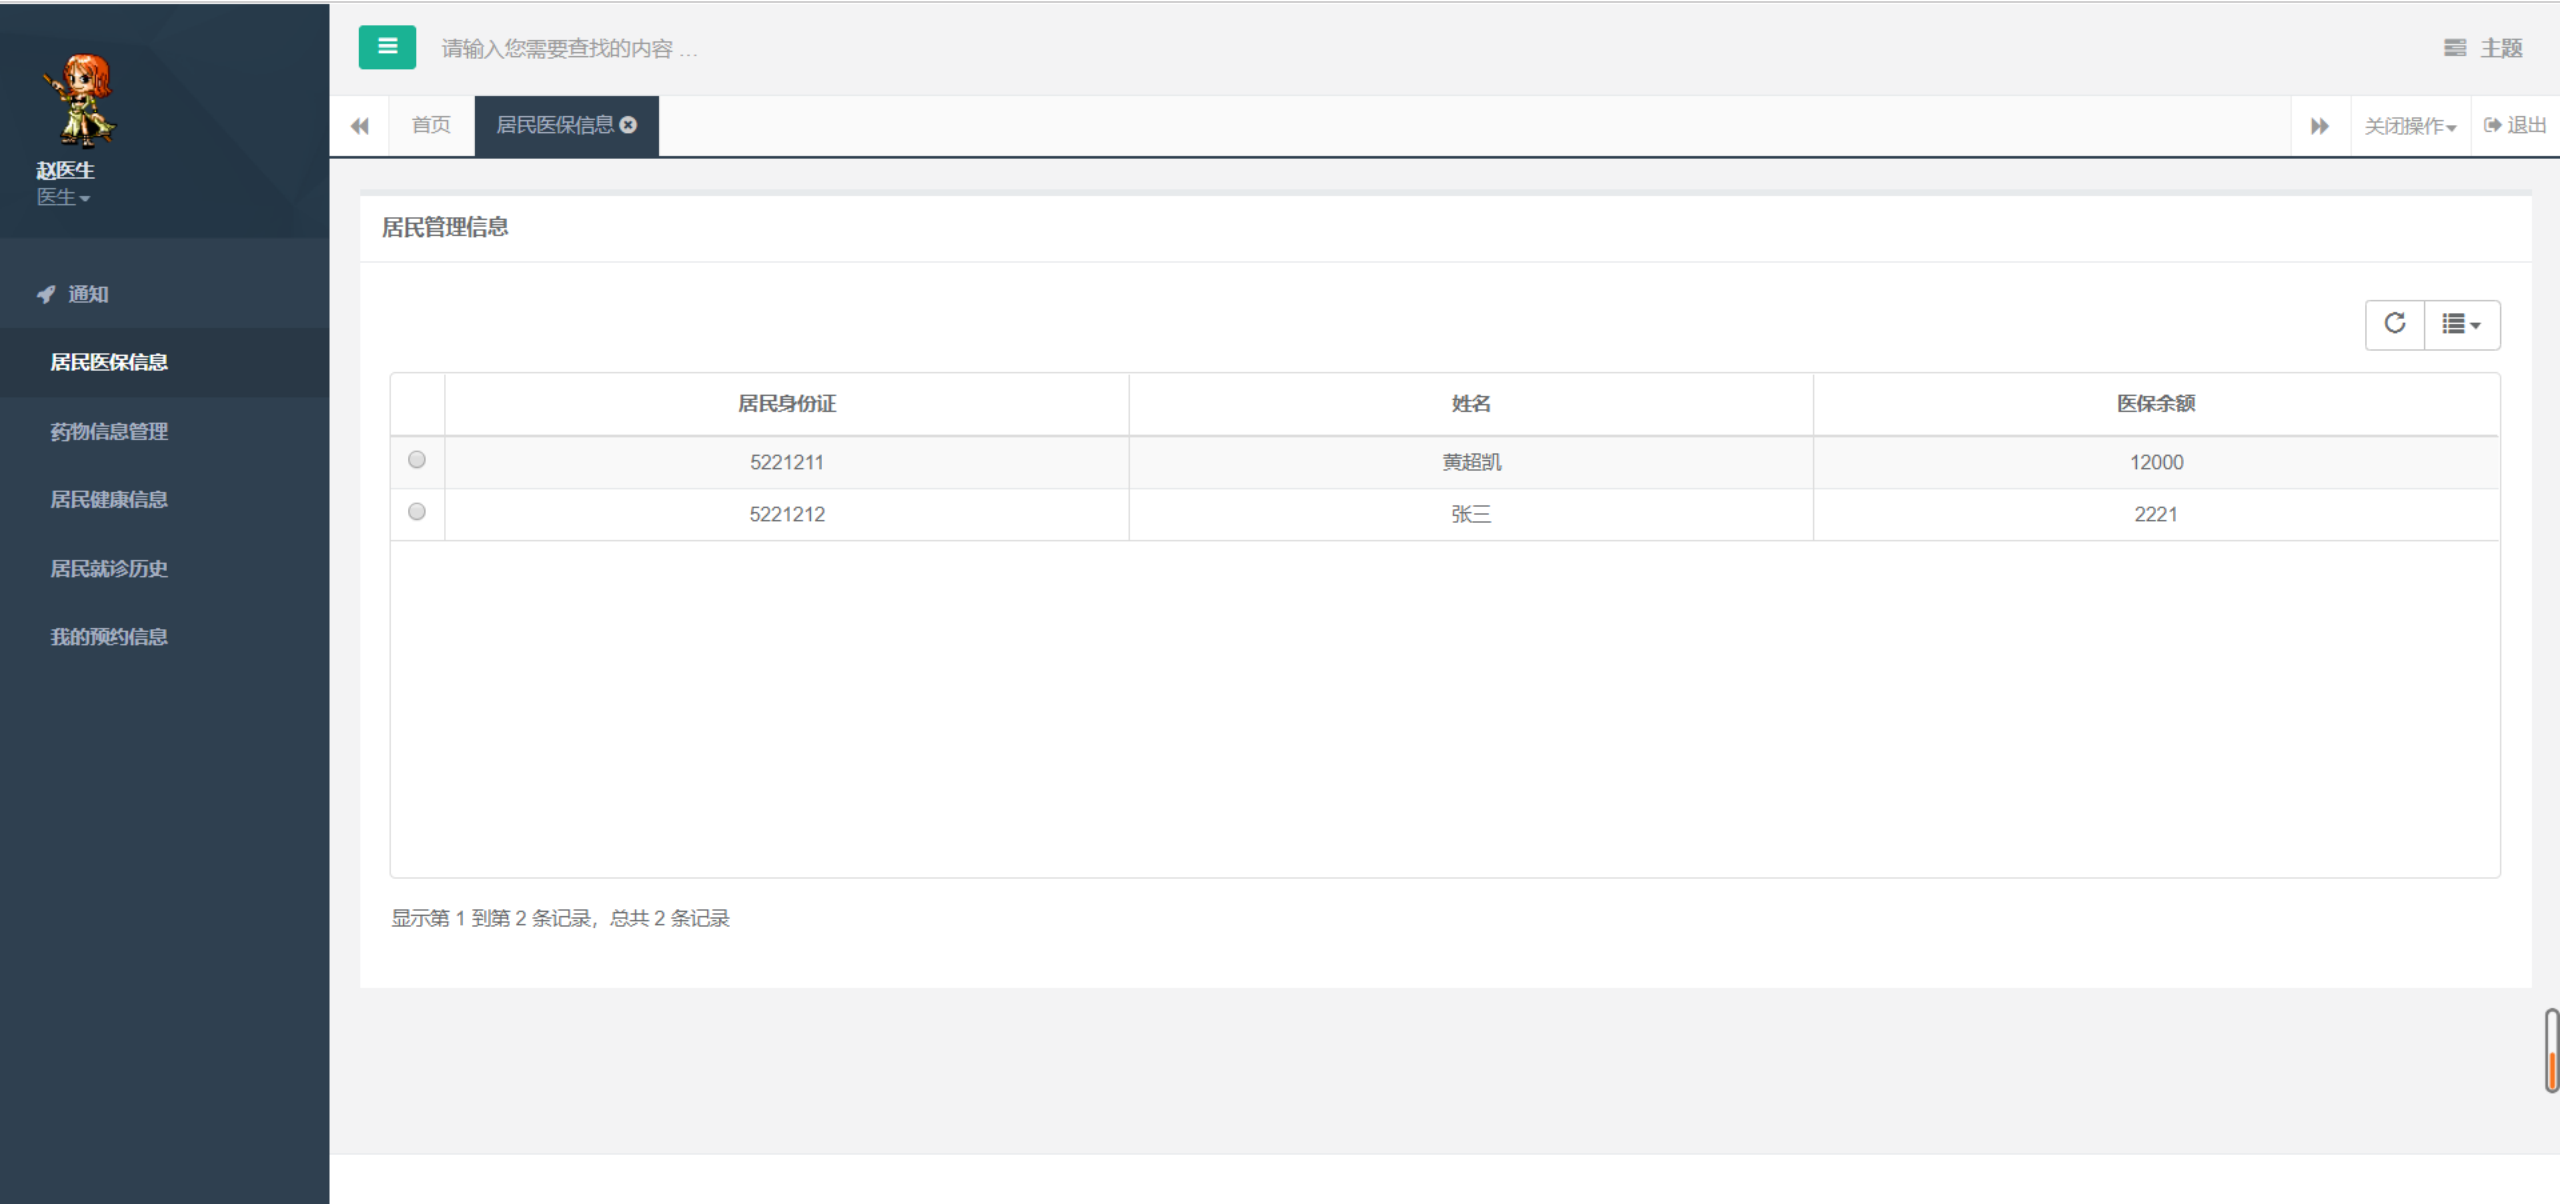 赵医生
医生
通知
居民医保信息
药物信息管理
居民健康信息
居民就诊历史
我的预约信息
请输入您需要查找的内容 ...
主题
首页
居民医保信息
关闭操作
退出
居民管理信息
居民身份证 姓名 医保余额
5221211 黄超凯 12000
5221212 张三 2221
显示第 1 到第 2 条记录，总共 2 条记录